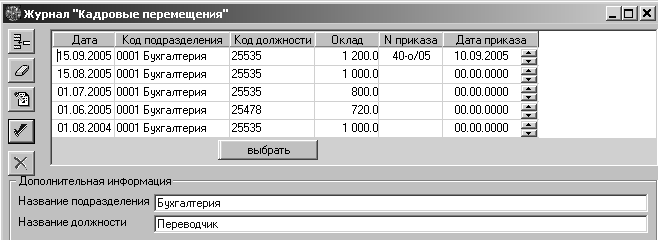 Журнал "Кадровые перемещения"
Дата Код подразделения Код должности Оклад N приказа Дата приказа
15.09.2005 0001 Бухгалтерия 25535 1 200.0 40-о/05 10.09.2005
15.08.2005 0001 Бухгалтерия 25535 1 000.0 00.00.0000
01.07.2005 0001 Бухгалтерия 25535 800.0 00.00.0000
01.06.2005 0001 Бухгалтерия 25478 720.0 00.00.0000
01.08.2004 0001 Бухгалтерия 25535 1 000.0 00.00.0000
выбрать
Дополнительная информация
Название подразделения Бухгалтерия
Название должности Переводчик